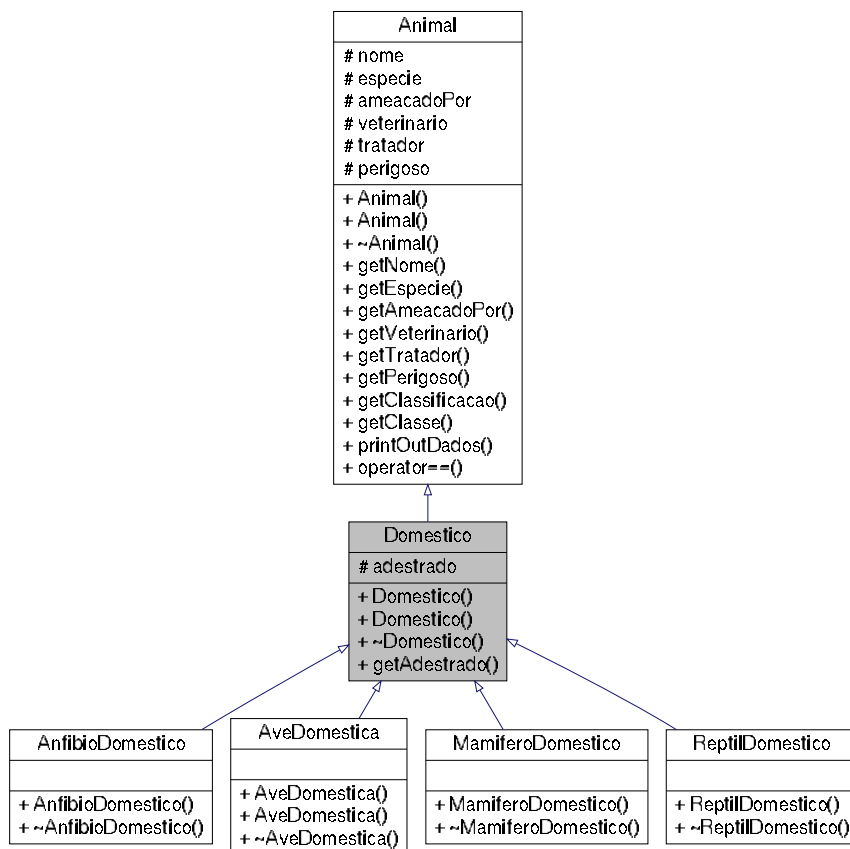 Animal
# nome
# especie
# ameacadoPor
# veterinario
# tratador
# perigoso
+ Animal()
+ Animal()
+ ~Animal()
+ getNome()
+ getEspecie()
+ getAmeacadoPor()
+ getVeterinario()
+ getTratador()
+ getPerigoso()
+ getClassificacao()
+ getClasse()
+ printOutDados()
+ operator==()
Domestico
# adestrado
+ Domestico()
+ Domestico()
+ ~Domestico()
+ getAdestrado()
AnfibioDomestico
+ AnfibioDomestico()
+ ~AnfibioDomestico()
AveDomestica
+ AveDomestica()
+ AveDomestica()
+ ~AveDomestica()
MamiferoDomestico
+ MamiferoDomestico()
+ ~MamiferoDomestico()
ReptilDomestico
+ ReptilDomestico()
+ ~ReptilDomestico()